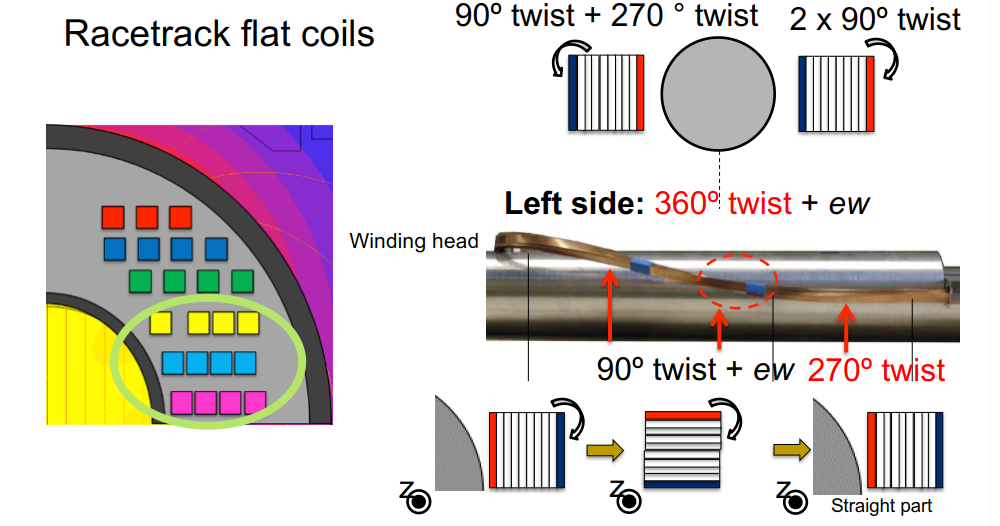 Racetrack flat coils
90º twist + 270 ° twist
2 x 90º twist
Left side: 360º twist + ew
Winding head
90º twist + ew
270º twist
Z
Z
Z
Straight part